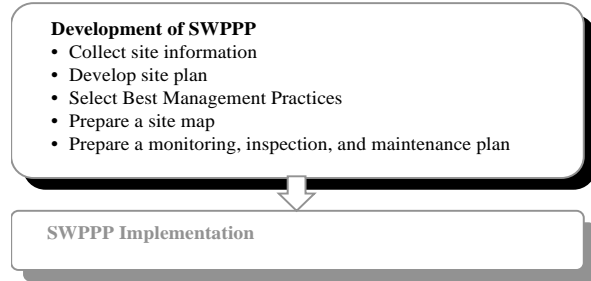 Development of SWPPP
• Collect site information
• Develop site plan
• Select Best Management Practices
• Prepare a site map
• Prepare a monitoring, inspection, and maintenance plan
SWPPP Implementation